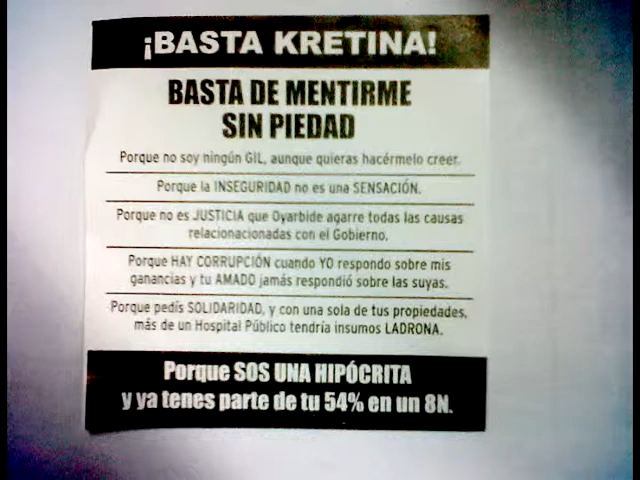 ¡BASTA KRETINA!
BASTA DE MENTIRME
SIN PIEDAD
Porque no soy ningún GIL, aunque quieras hacérmelo creer.
Porque la INSEGURIDAD no es una SENSACIÓN.
Porque no es JUSTICIA que Oyarbide agarre todas las causas
relacionacionadas con el Gobierno.
Porque HAY CORRUPCIÓN cuando YO respondo sobre mis
ganancias y tu AMADO jamás respondió sobre las suyas.
Porque pedís SOLIDARIDAD, y con una sola de tus propiedades,
más de un Hospital Público tendría insumos LADRONA.
Porque SOS UNA HIPÓCRITA
y ya tenes parte de tu 54% en un 8N.